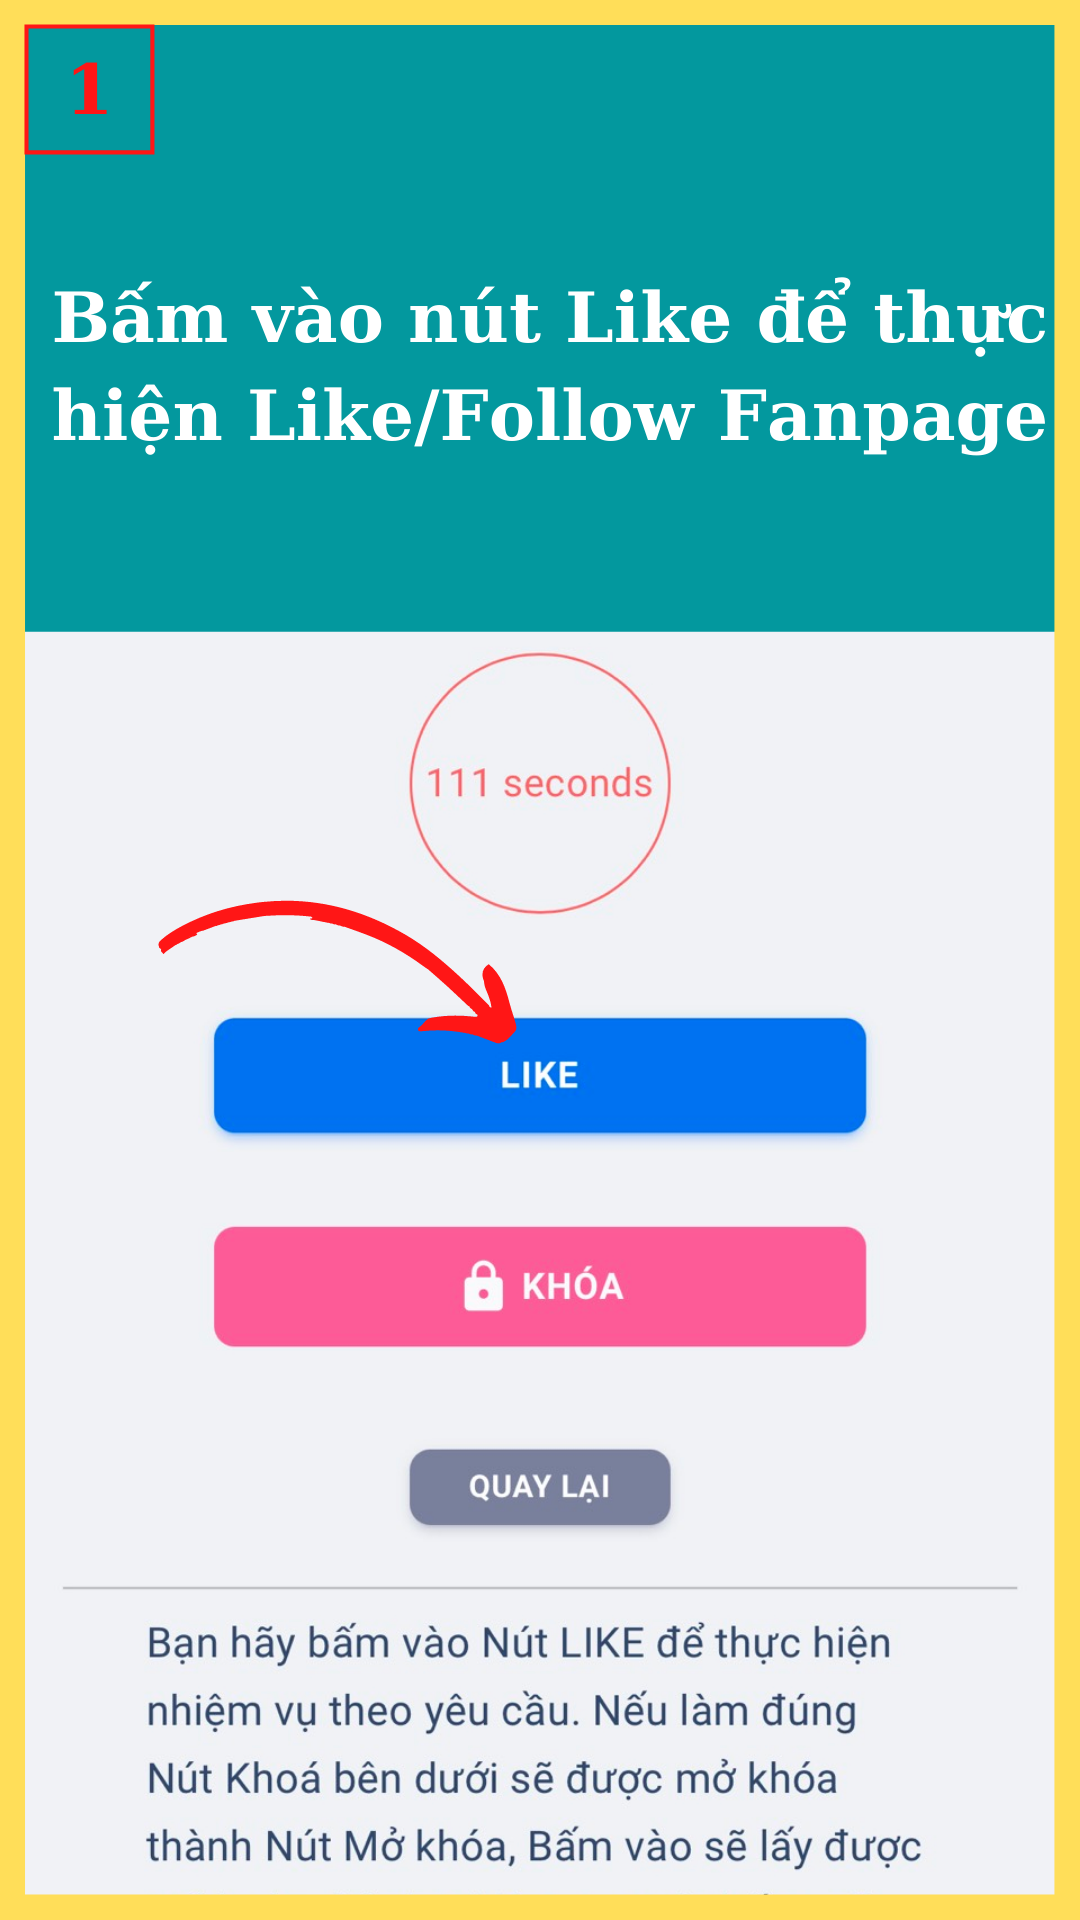 1
Bấm vào nút Like để thực
hiện Like/Follow Fanpage
111 seconds
LIKE
KHÓA
QUAY LẠI
Bạn hãy bấm vào Nút LIKE để thực hiện
nhiệm vụ theo yêu cầu. Nếu làm đúng
Nút Khoá bên dưới sẽ được mở khóa
thành Nút Mở khóa, Bấm vào sẽ lấy được